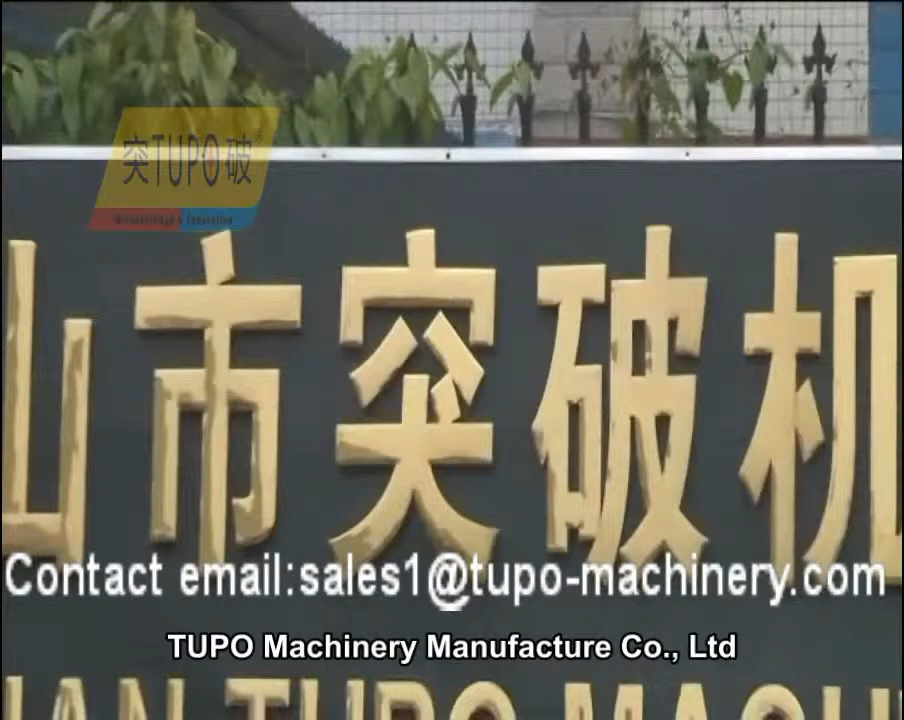 突TUPO破
山市突破机
Contact email:sales1@tupo-machinery.com
TUPO Machinery Manufacture Co., Ltd
TUPO